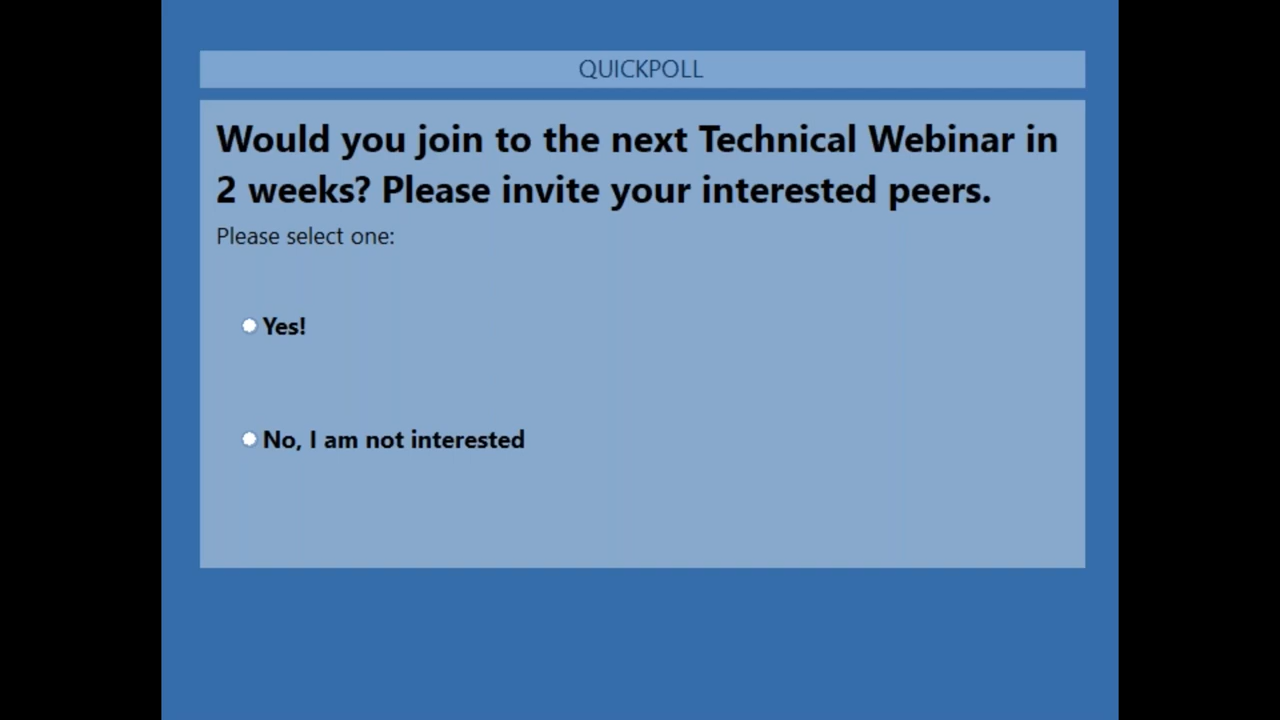 QUICKPOLL
Would you join to the next Technical Webinar in
2 weeks? Please invite your interested peers.
Please select one:
Yes!
No, I am not interested